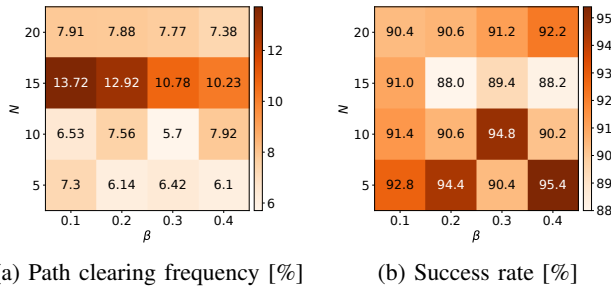 20
7.91 7.88 7.77 7.38
15
13.72 12.92 10.78 10.23
N
10
6.53 7.56 5.7 7.92
5
7.3 6.14 6.42 6.1
0.1 0.2 0.3 0.4
β
12
10
8
6
20
90.4 90.6 91.2 92.2
15
91.0 88.0 89.4 88.2
N
10
91.4 90.6 94.8 90.2
5
92.8 94.4 90.4 95.4
0.1 0.2 0.3 0.4
β
95
94
93
92
91
90
89
88
a) Path clearing frequency [%]
(b) Success rate [%]